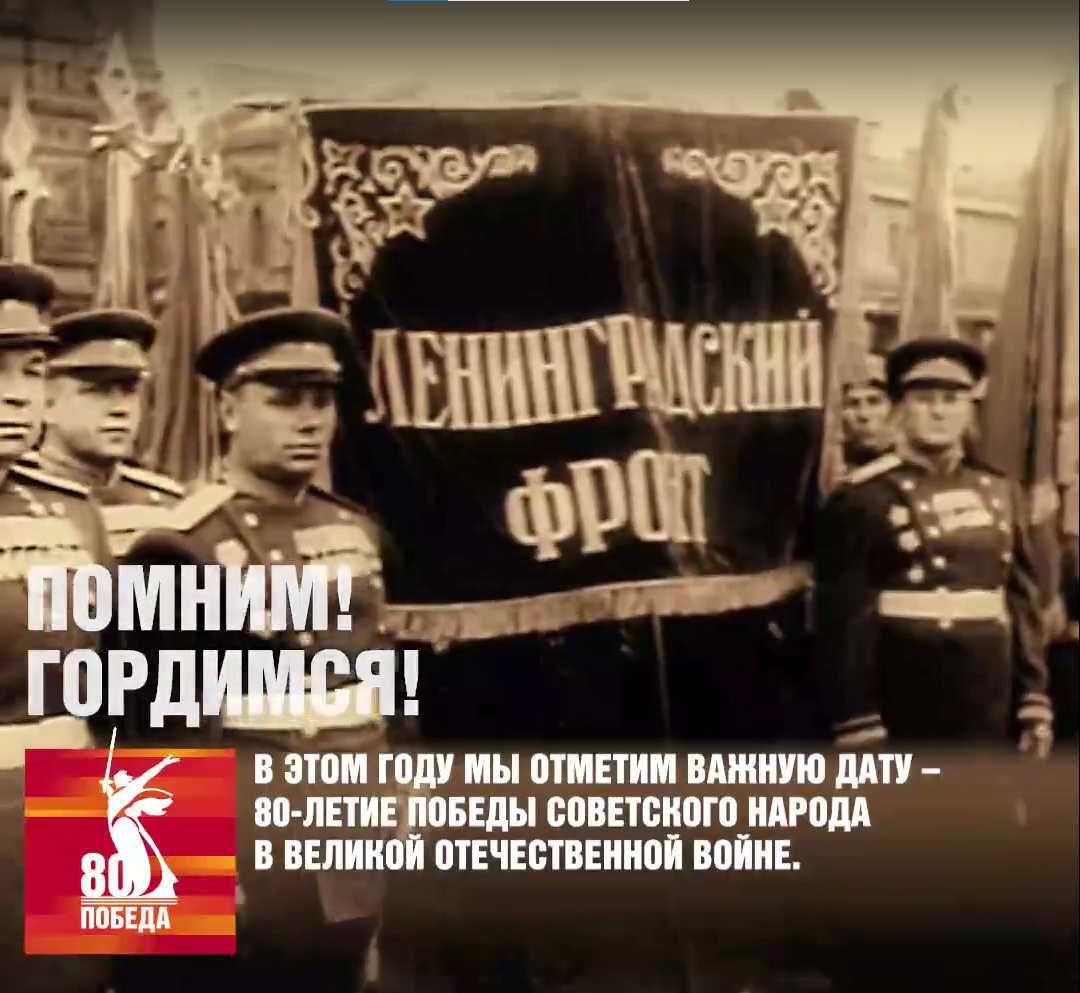 ЛЕНИНГРАДСКИЙ
ФРОНТ
ПОМНИМ!
ГОРДИМСЯ!
В ЭТОМ ГОДУ МЫ ОТМЕТИМ ВАЖНУЮ ДАТУ –
80-ЛЕТИЕ ПОБЕДЫ СОВЕТСКОГО НАРОДА
В ВЕЛИКОЙ ОТЕЧЕСТВЕННОЙ ВОЙНЕ.
80
ПОБЕДА